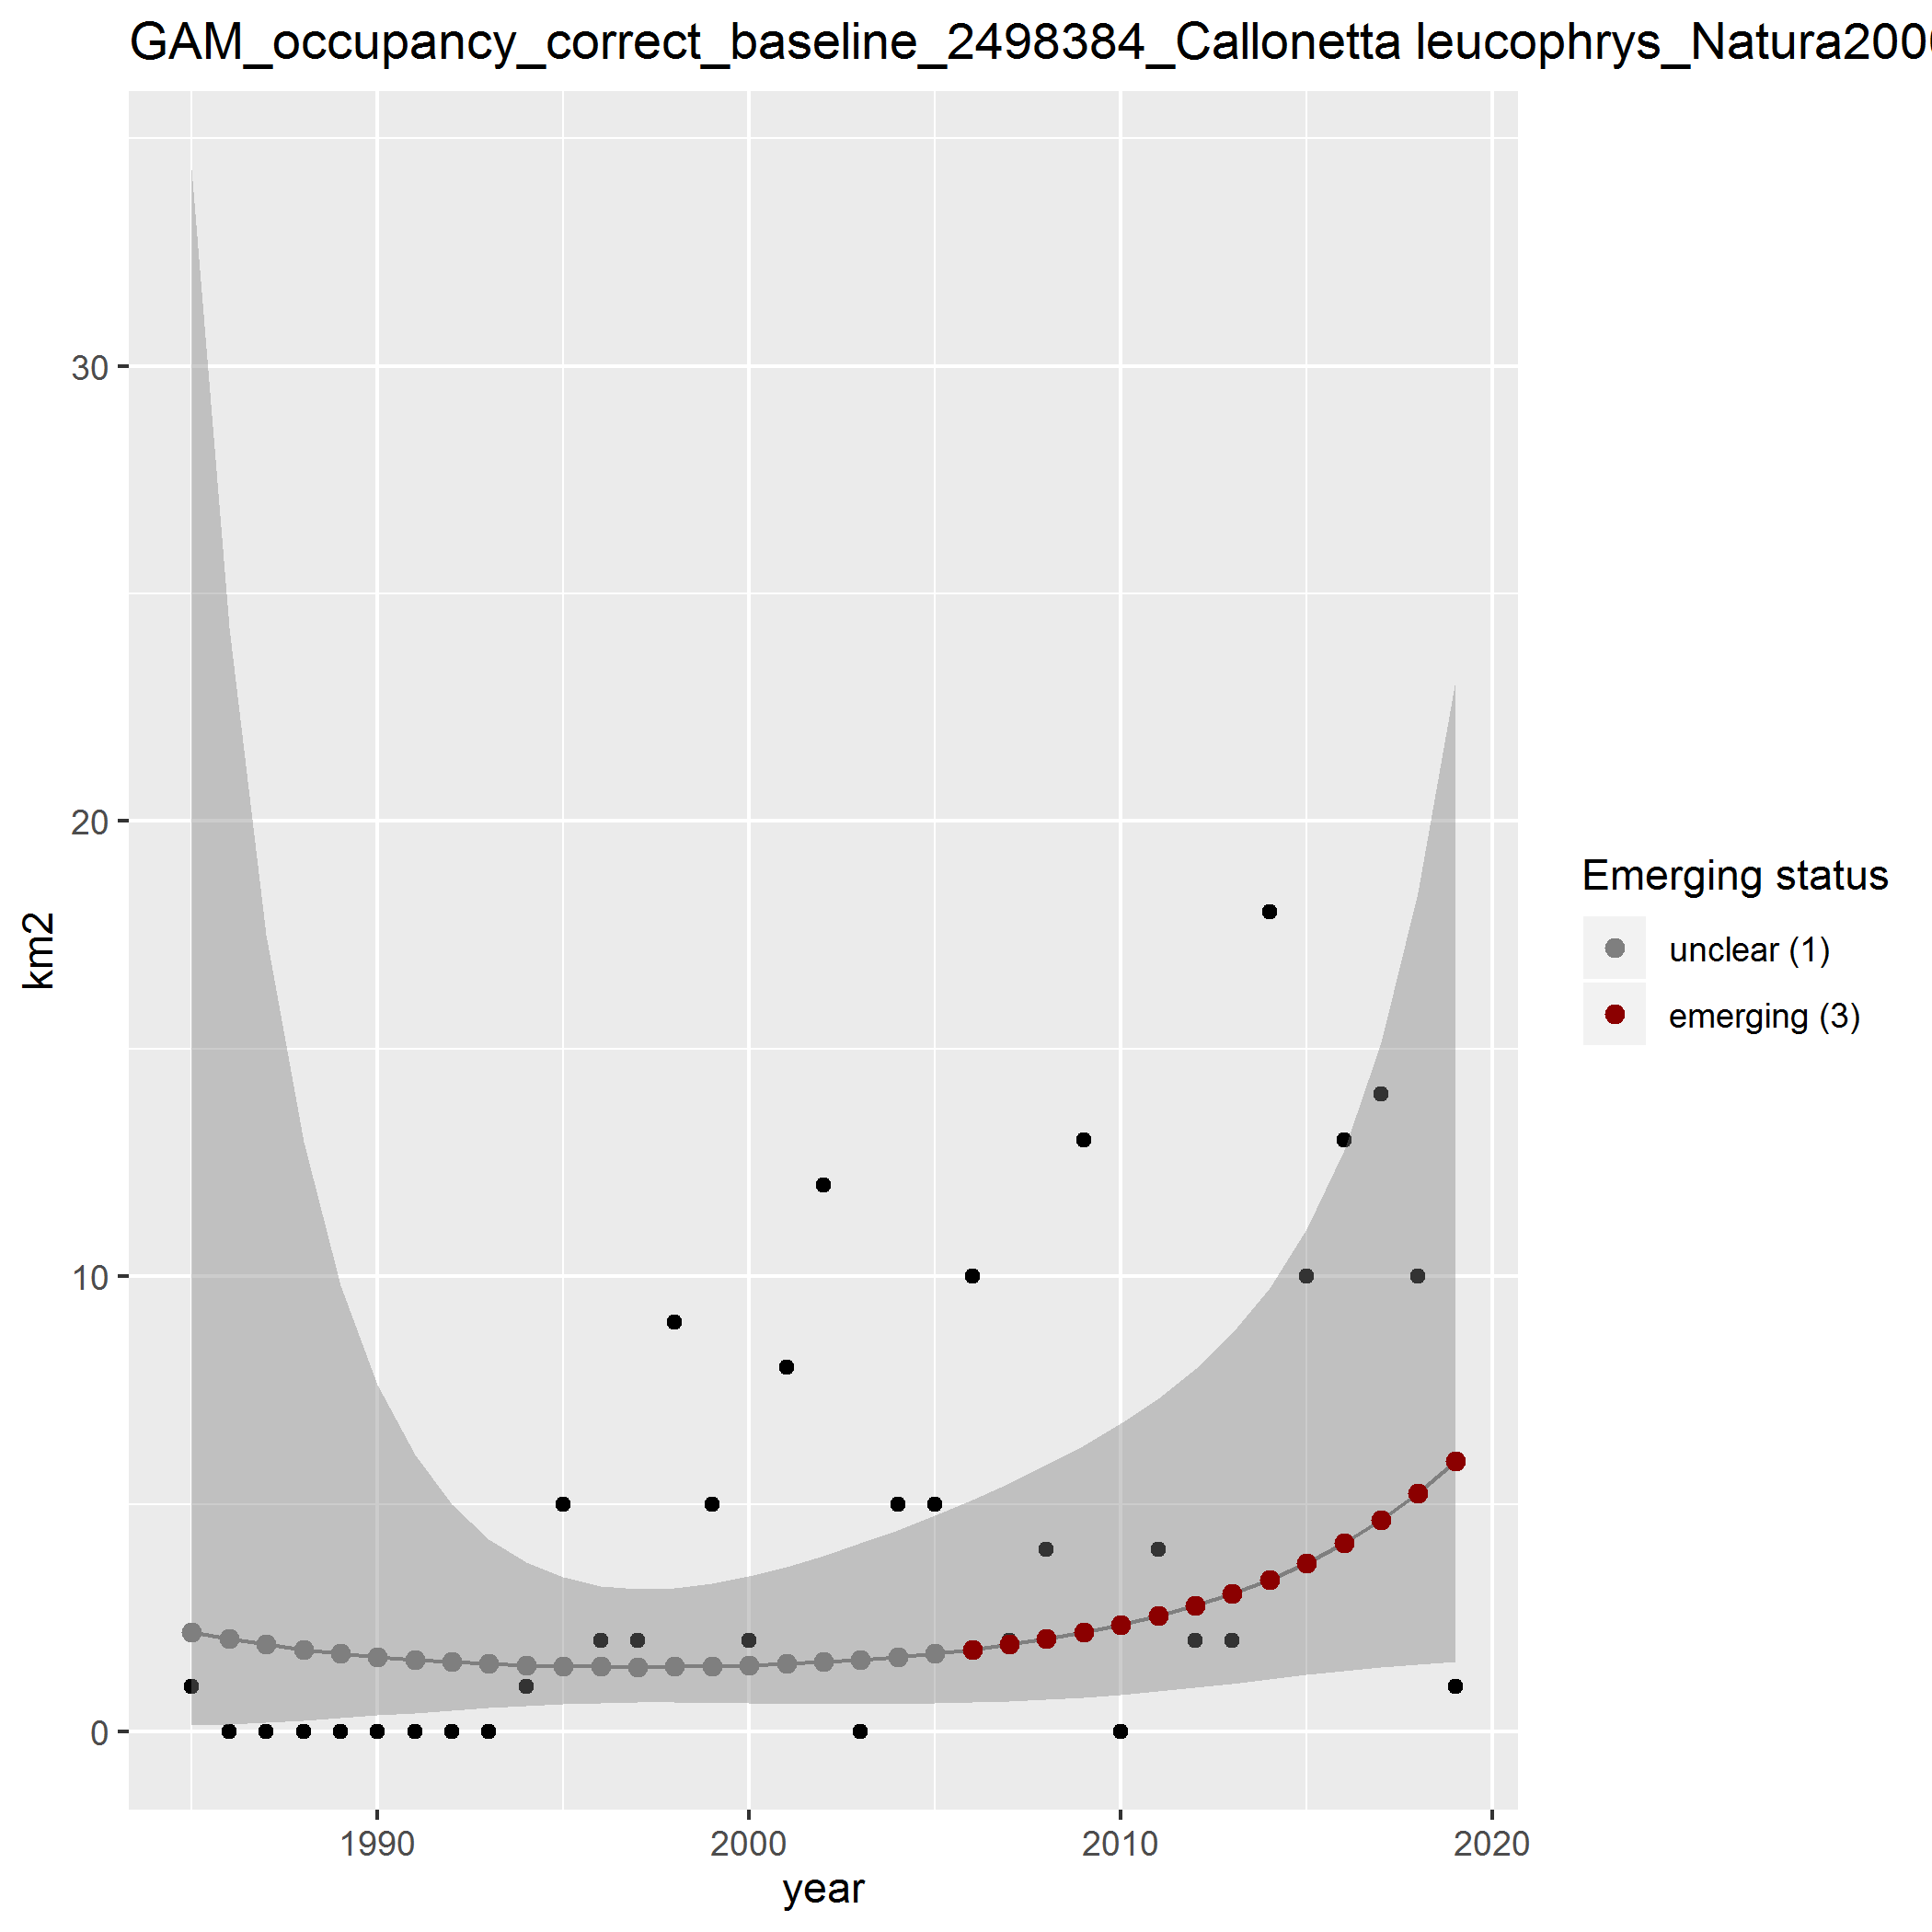 GAM_occupancy_correct_baseline_2498384_Callonetta leucophrys_Natura200
30
20
10
0
km2
1990
2000
2010
2020
year
Emerging status
unclear (1)
emerging (3)